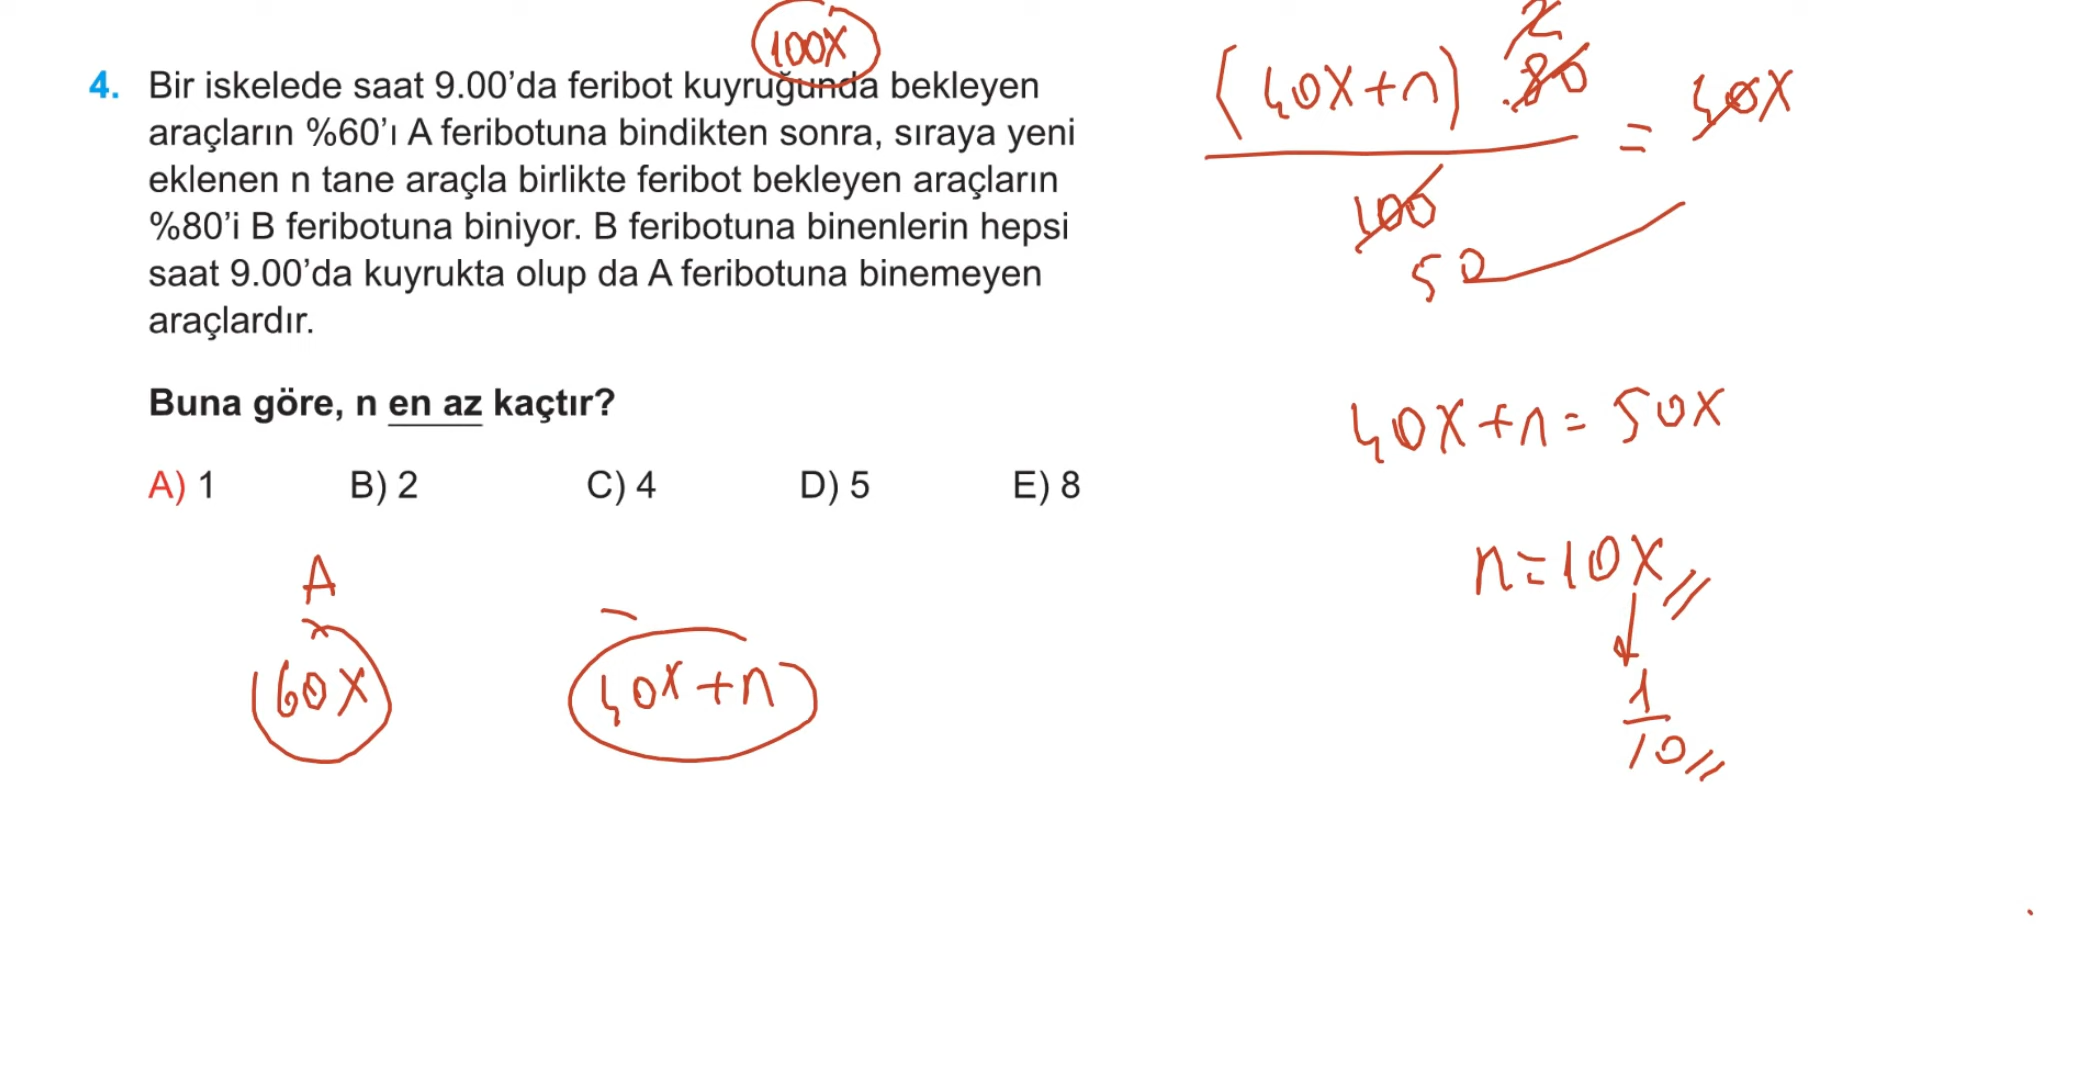 100x
4. Bir iskelede saat 9.00'da feribot kuyruğunda bekleyen
araçların %60'ı A feribotuna bindikten sonra, sıraya yeni
eklenen n tane araçla birlikte feribot bekleyen araçların
%80'i B feribotuna biniyor. B feribotuna binenlerin hepsi
saat 9.00'da kuyrukta olup da A feribotuna binemeyen
araçlardır.
Buna göre, n en az kaçtır?
A) 1 B) 2 C) 4 D) 5 E) 8
A
60x
40x+n
2
(40x+n) .80 = 40x
100
50
40x+n=50x
n=10x
1
10